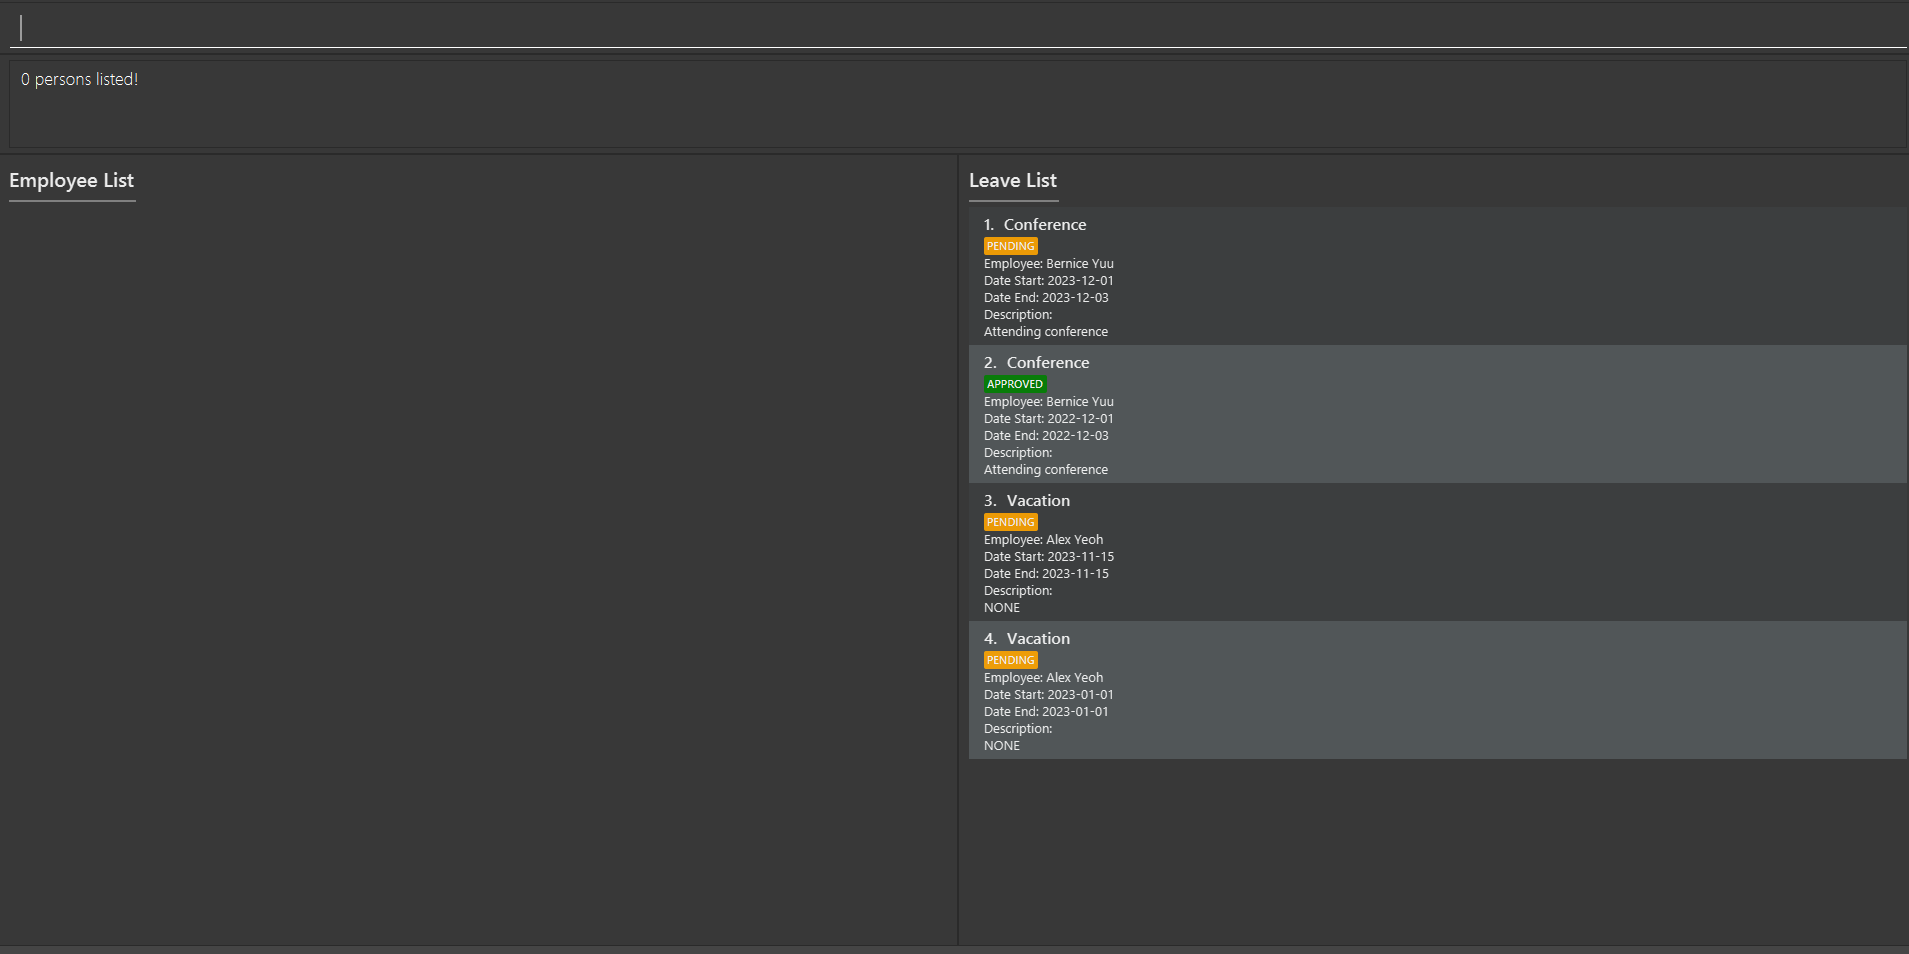 0 persons listed!
Employee List
Leave List
1. Conference
PENDING
Employee: Bernice Yuu
Date Start: 2023-12-01
Date End: 2023-12-03
Description:
Attending conference
2. Conference
APPROVED
Employee: Bernice Yuu
Date Start: 2022-12-01
Date End: 2022-12-03
Description:
Attending conference
3. Vacation
PENDING
Employee: Alex Yeoh
Date Start: 2023-11-15
Date End: 2023-11-15
Description:
NONE
4. Vacation
PENDING
Employee: Alex Yeoh
Date Start: 2023-01-01
Date End: 2023-01-01
Description:
NONE